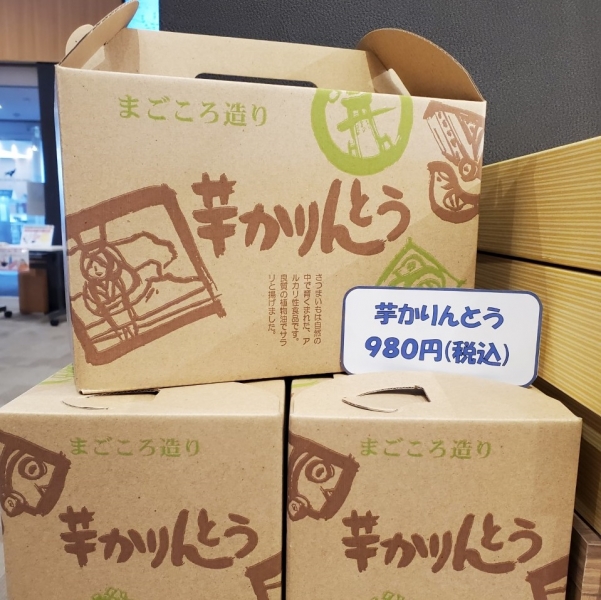 まごころ造り
芋かりんとう
さつまいもは自然の
中で育くまれた、ア
ルカリ性食品です。
良質の植物油でサラ
リと揚げました。
芋かりんとう
980円(税込)
まごころ造り
芋かりんとう
まごころ造り
芋かりんとう